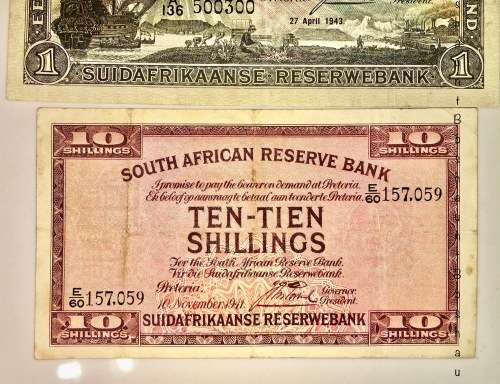 136 500300
President.
27 April 1943
1 SUIDAFRIKAANSE RESERWEBANK 1
10 SHILLINGS 10 SHILLINGS
SOUTH AFRICAN RESERVE BANK
I promise to pay the bearer on demand at Pretoria.
Ek beloof op aanvraag te betaal aan toonder te Pretoria.
E/60 157,059
TEN-TIEN
SHILLINGS
For the South African Reserve Bank.
Vir die Suidafrikaanse Reserwebank.
Pretoria:
E/60 157,059
10 November 1941.
Governor.
President.
10 SHILLINGS SUIDAFRIKAANSE RESERWEBANK 10 SHILLINGS